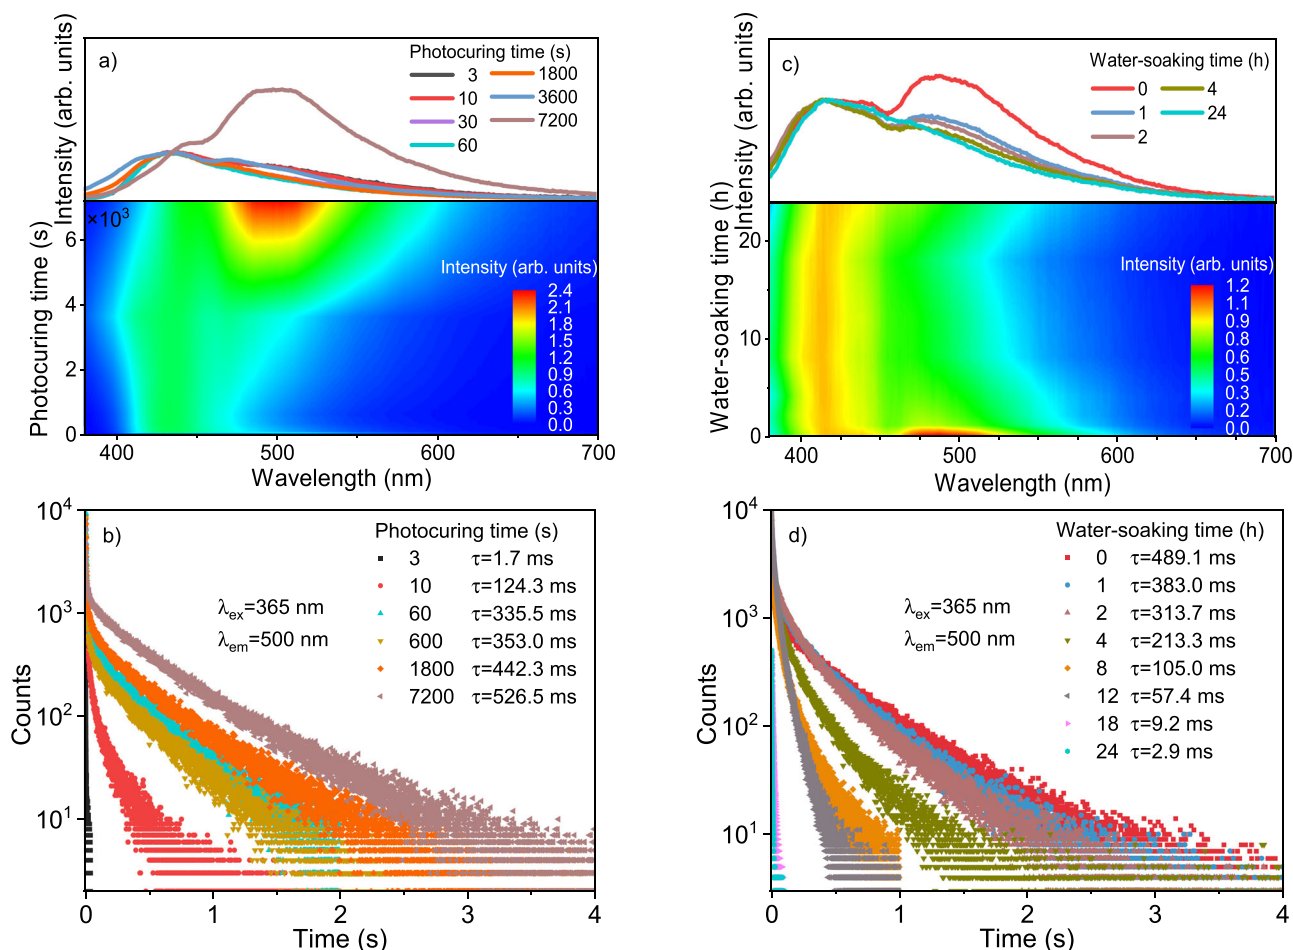 a)
Photocuring time (s)
3
10
30
60
1800
3600
7200
Intensity (arb. units)
×10³
6
4
2
0
Photocuring time (s)
Intensity (arb. units)
2.4
2.1
1.8
1.5
1.2
0.9
0.6
0.3
0.0
400 500 600 700
Wavelength (nm)
c)
Water-soaking time (h)
0
1
2
4
24
Intensity (arb. units)
20
10
0
Water-soaking time (h)
Intensity (arb. units)
1.2
1.1
0.9
0.8
0.6
0.5
0.3
0.2
0.0
400 500 600 700
Wavelength (nm)
b)
Photocuring time (s)
3 τ=1.7 ms
10 τ=124.3 ms
60 τ=335.5 ms
600 τ=353.0 ms
1800 τ=442.3 ms
7200 τ=526.5 ms
λex=365 nm
λem=500 nm
10⁴
10³
10²
10¹
Counts
0 1 2 3 4
Time (s)
d)
Water-soaking time (h)
0 τ=489.1 ms
1 τ=383.0 ms
2 τ=313.7 ms
4 τ=213.3 ms
8 τ=105.0 ms
12 τ=57.4 ms
18 τ=9.2 ms
24 τ=2.9 ms
λex=365 nm
λem=500 nm
10⁴
10³
10²
10¹
Counts
0 1 2 3 4
Time (s)